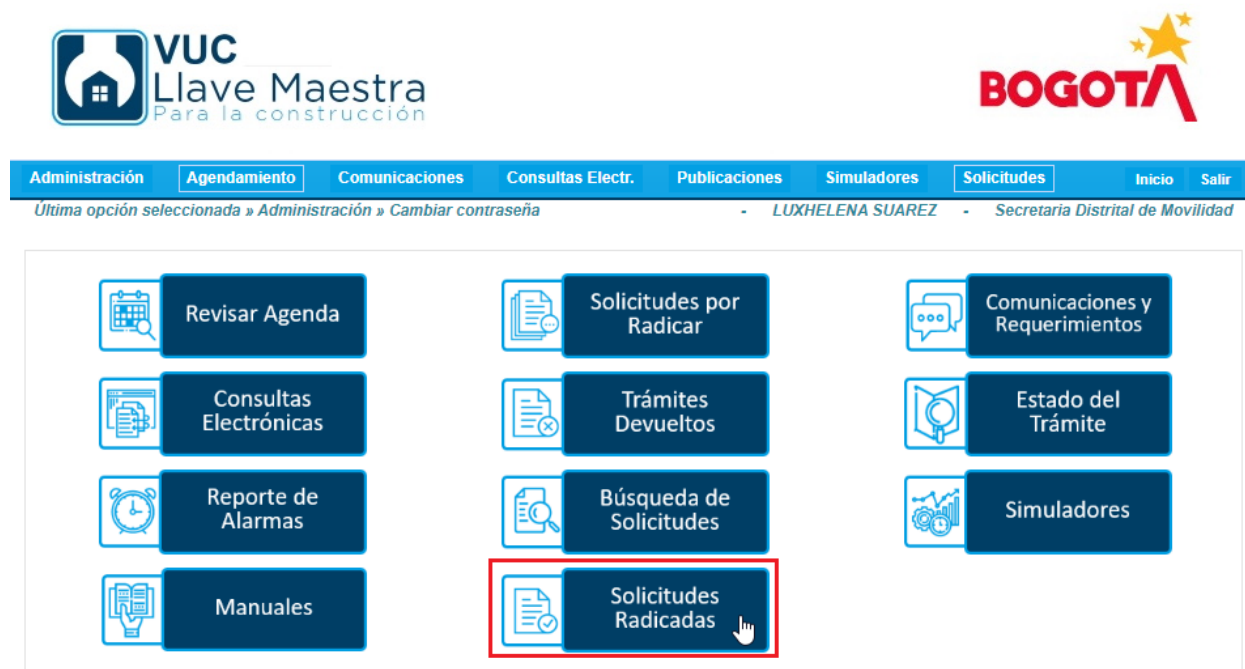 VUC
Llave Maestra
Para la construcción
BOGOTA
Administración Agendamiento Comunicaciones Consultas Electr. Publicaciones Simuladores Solicitudes Inicio Salir
Última opción seleccionada » Administración » Cambiar contraseña - LUXHELENA SUAREZ - Secretaria Distrital de Movilidad
Revisar Agenda
Solicitudes por
Radicar
Comunicaciones y
Requerimientos
Consultas
Electrónicas
Trámites
Devueltos
Estado del
Trámite
Reporte de
Alarmas
Búsqueda de
Solicitudes
Simuladores
Manuales
Solicitudes
Radicadas